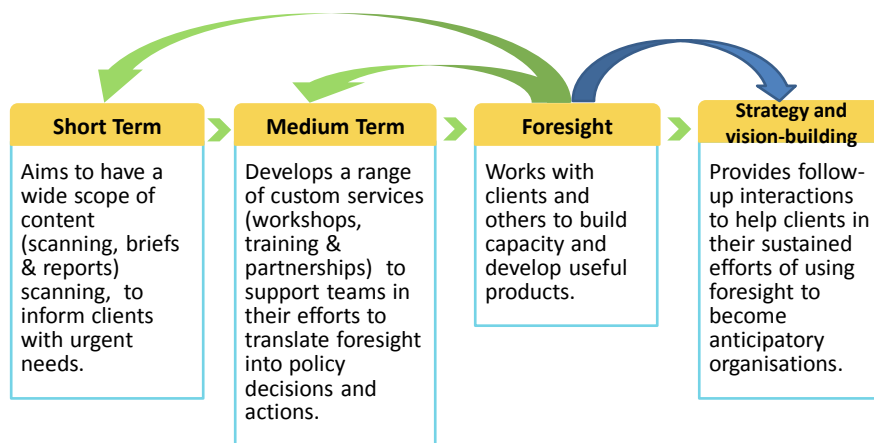 Short Term
Aims to have a
wide scope of
content
(scanning, briefs
& reports)
scanning,  to
inform clients
with urgent
needs.
Medium Term
Develops a range
of custom services
(workshops,
training &
partnerships)  to
support teams in
their efforts to
translate foresight
into policy
decisions and
actions.
Foresight
Works with
clients and
others to build
capacity and
develop useful
products.
Strategy and
vision-building
Provides follow-
up interactions
to help clients in
their sustained
efforts of using
foresight to
become
anticipatory
organisations.